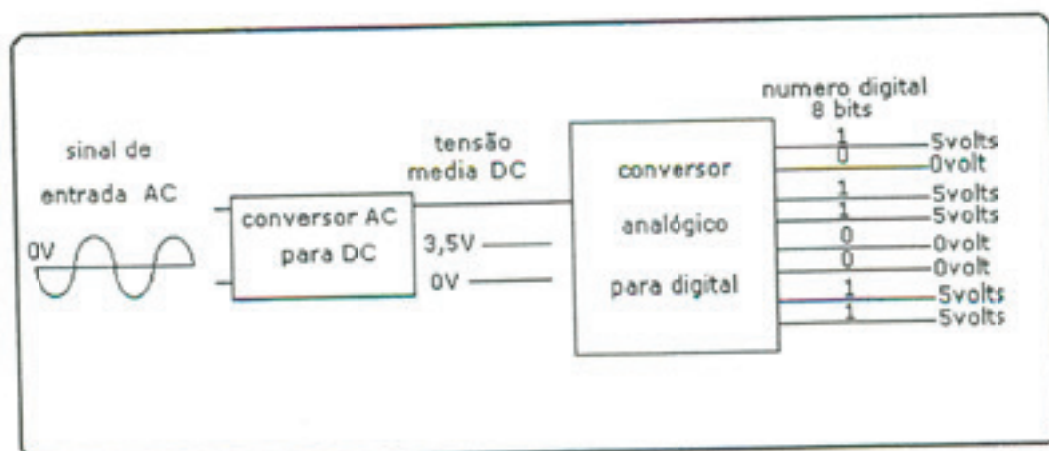 sinal de
entrada AC
0V
conversor AC
para DC
tensão
media DC
3,5V
0V
conversor
analógico
para digital
numero digital
8 bits
1 5volts
0 0volt
1 5volts
1 5volts
0 0volt
0 0volt
1 5volts
1 5volts